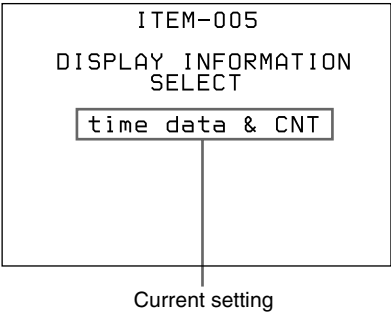 ITEM-005
DISPLAY INFORMATION
SELECT
time data & CNT
Current setting